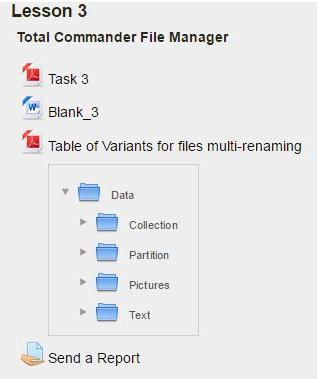 Lesson 3
Total Commander File Manager
Task 3
Blank_3
Table of Variants for files multi-renaming
Data
Collection
Partition
Pictures
Text
Send a Report